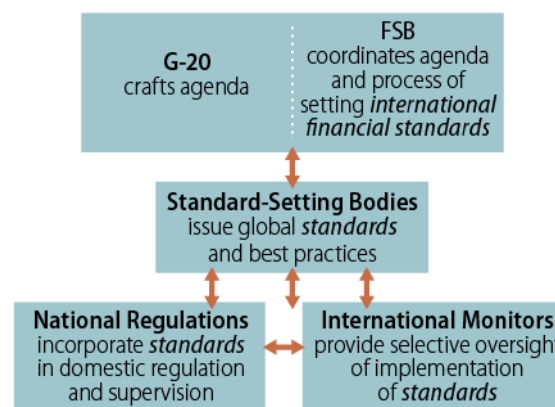 G-20
crafts agenda
FSB
coordinates agenda
and process of
setting international
financial standards
Standard-Setting Bodies
issue global standards
and best practices
National Regulations
incorporate standards
in domestic regulation
and supervision
International Monitors
provide selective oversight
of implementation
of standards